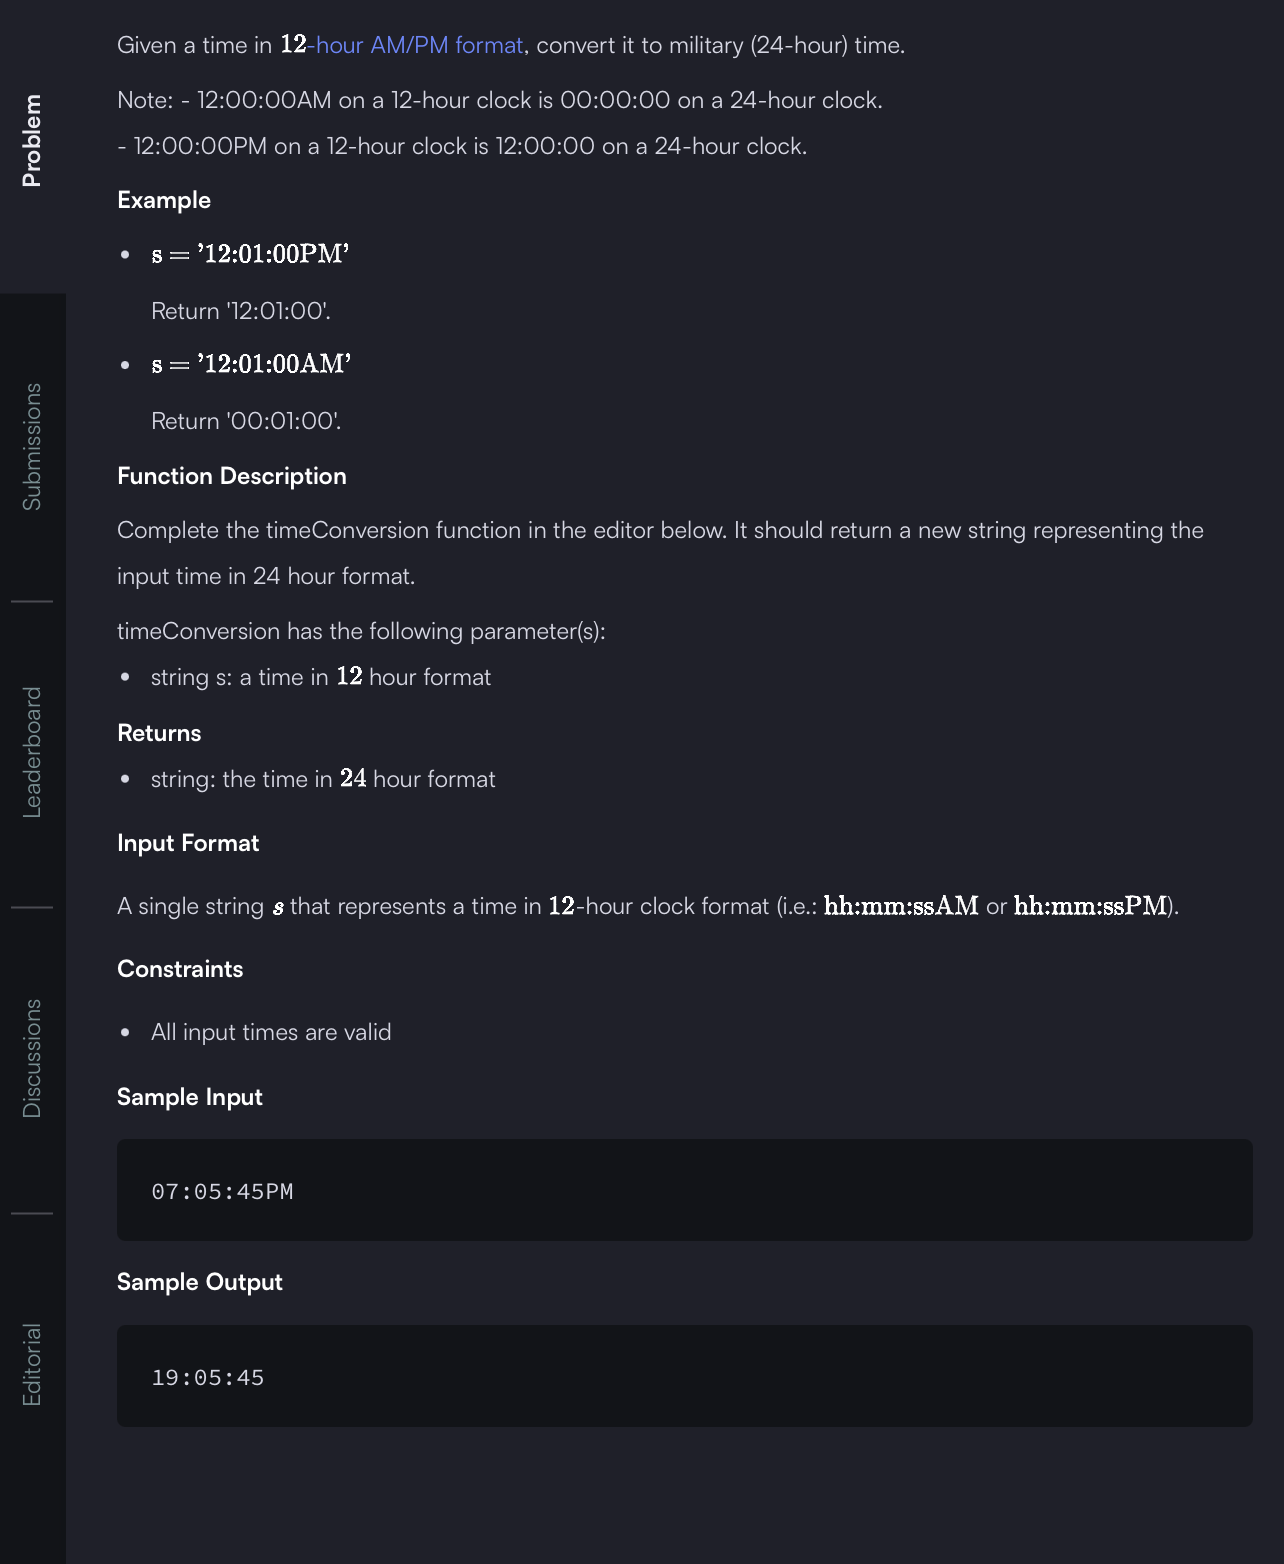 Problem
Submissions
Leaderboard
Discussions
Editorial
Given a time in 12-hour AM/PM format, convert it to military (24-hour) time.
Note: - 12:00:00AM on a 12-hour clock is 00:00:00 on a 24-hour clock.
- 12:00:00PM on a 12-hour clock is 12:00:00 on a 24-hour clock.
Example
• s = '12:01:00PM'
Return '12:01:00'.
• s = '12:01:00AM'
Return '00:01:00'.
Function Description
Complete the timeConversion function in the editor below. It should return a new string representing the
input time in 24 hour format.
timeConversion has the following parameter(s):
• string s: a time in 12 hour format
Returns
• string: the time in 24 hour format
Input Format
A single string s that represents a time in 12-hour clock format (i.e.: hh:mm:ssAM or hh:mm:ssPM).
Constraints
• All input times are valid
Sample Input
07:05:45PM
Sample Output
19:05:45